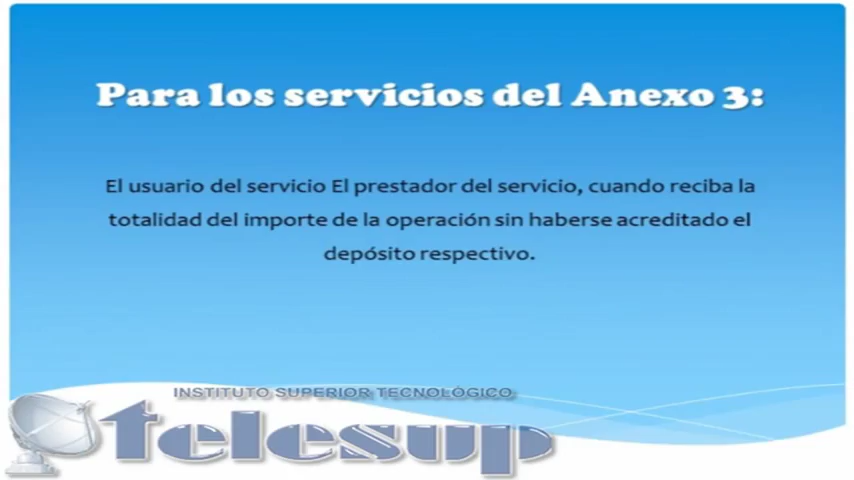 Para los servicios del Anexo 3:
El usuario del servicio El prestador del servicio, cuando reciba la
totalidad del importe de la operación sin haberse acreditado el
depósito respectivo.
INSTITUTO SUPERIOR TECNOLÓGICO
telesup